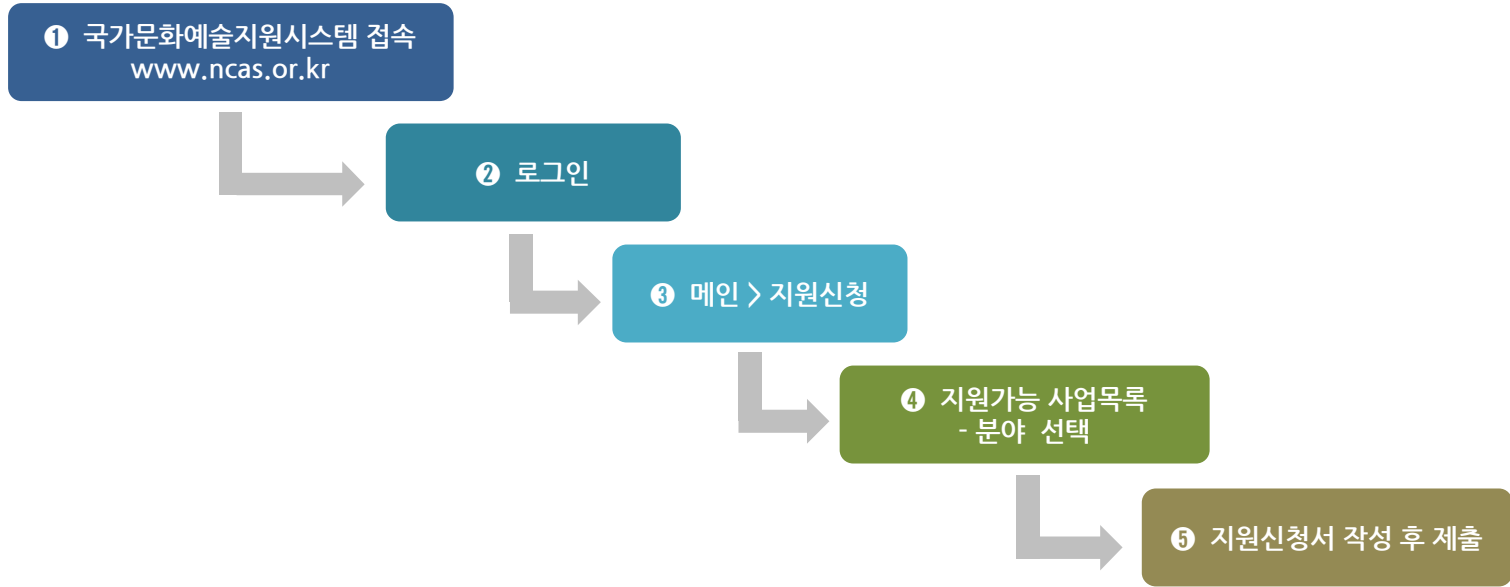 ❶ 국가문화예술지원시스템 접속
www.ncas.or.kr
❷ 로그인
❸ 메인 > 지원신청
❹ 지원가능 사업목록
- 분야 선택
❺ 지원신청서 작성 후 제출